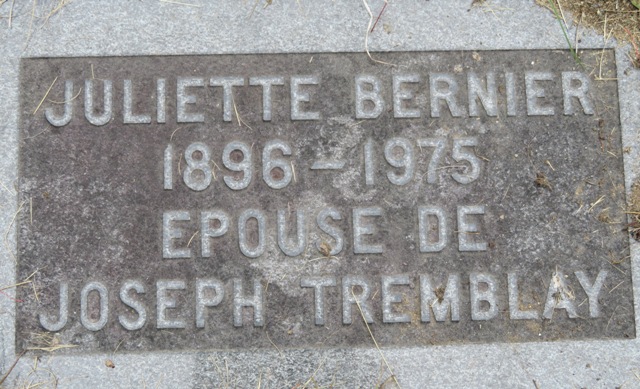 JULIETTE BERNIER
1896 - 1975
EPOUSE DE
JOSEPH TREMBLAY